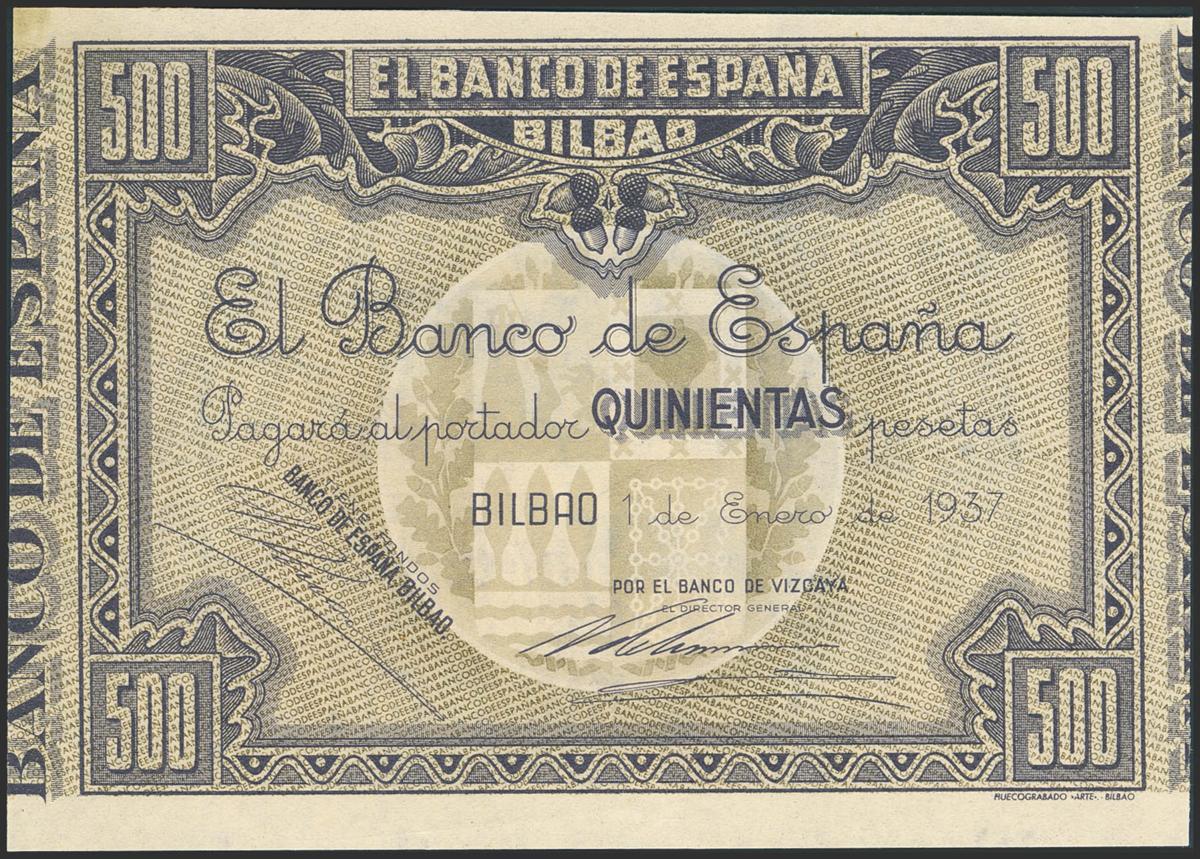 500
EL BANCO DE ESPAÑA
500
BILBAO
BANCO DE ESPAÑA
El Banco de España
Pagará al portador QUINIENTAS pesetas
BILBAO 1 de Enero de 1937
TIENE FONDOS
BANCO DE ESPAÑA-BILBAO
POR EL BANCO DE VIZCAYA
EL DIRECTOR GENERAL
500
500
HUECOGRABADO «ARTE».-BILBAO